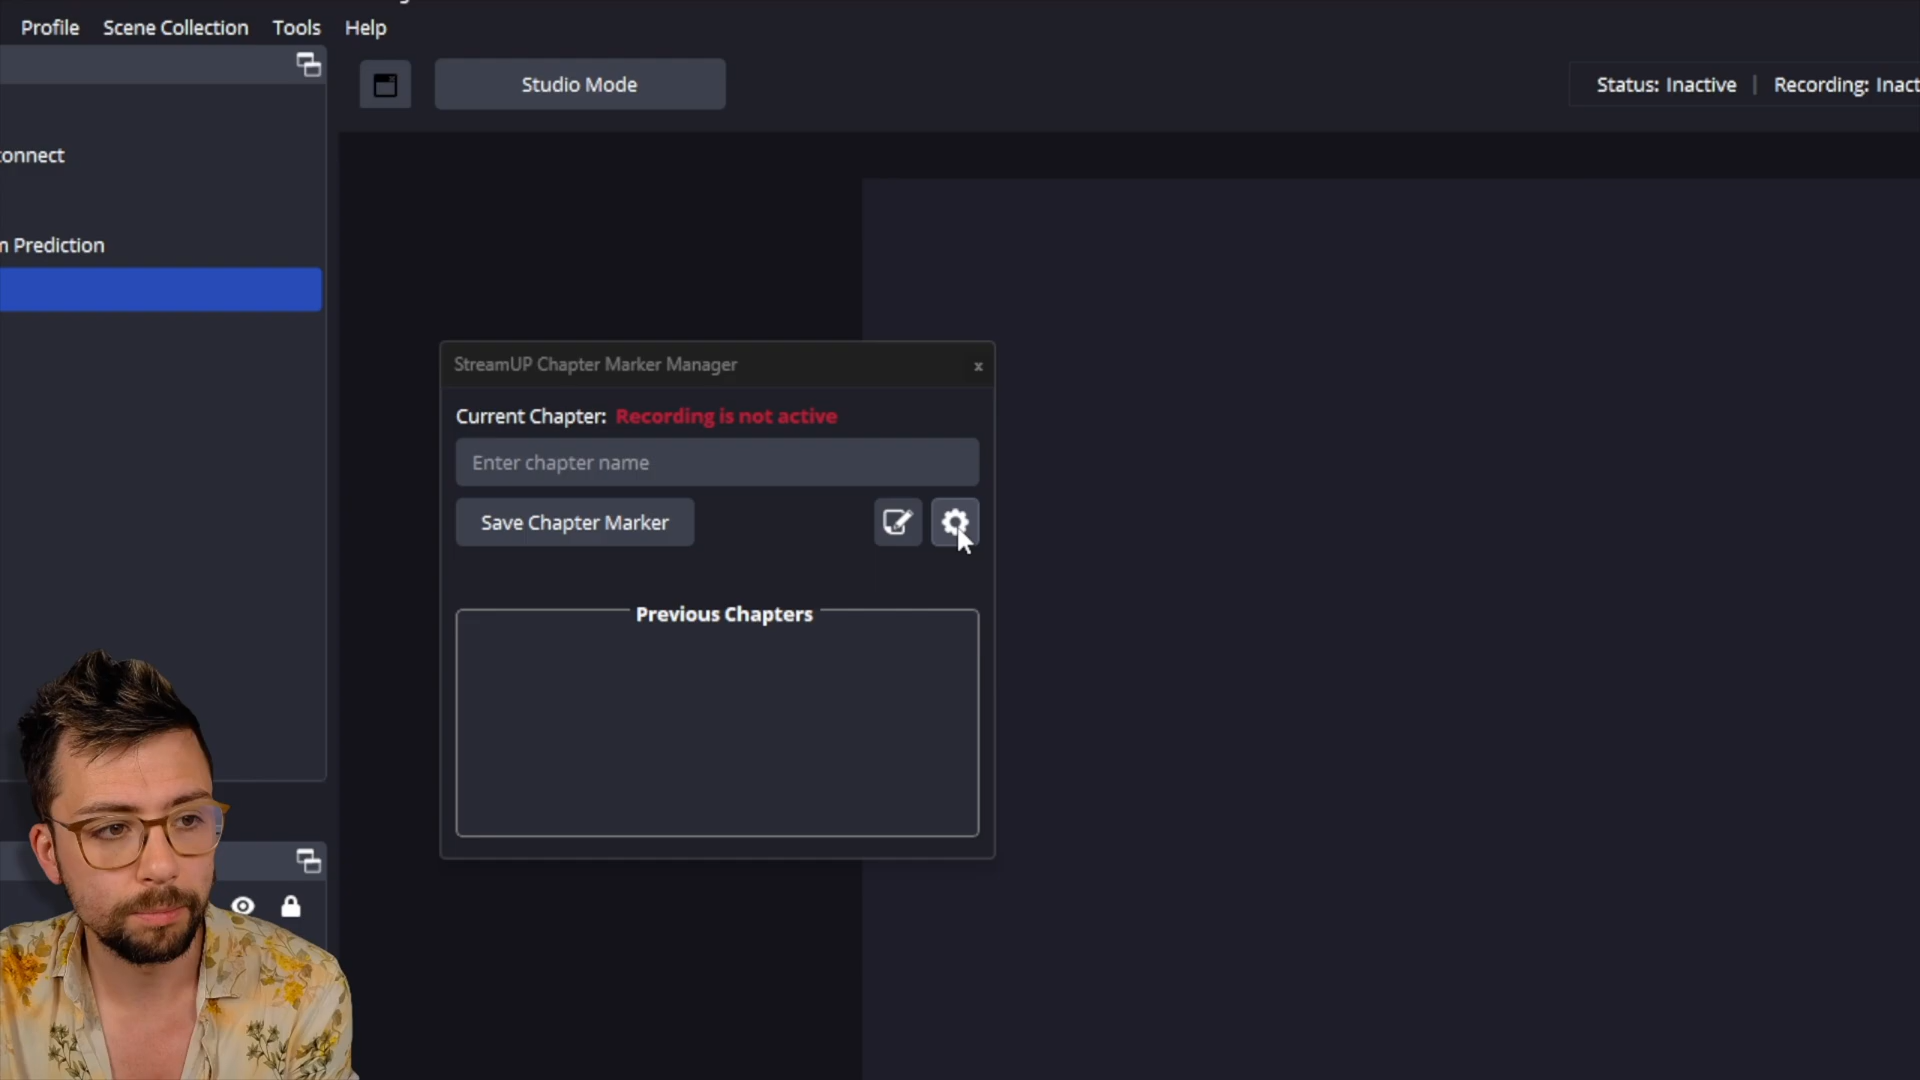 Profile Scene Collection Tools Help
Studio Mode
Status: Inactive | Recording: Inact
connect
n Prediction
StreamUP Chapter Marker Manager x
Current Chapter: Recording is not active
Enter chapter name
Save Chapter Marker
Previous Chapters